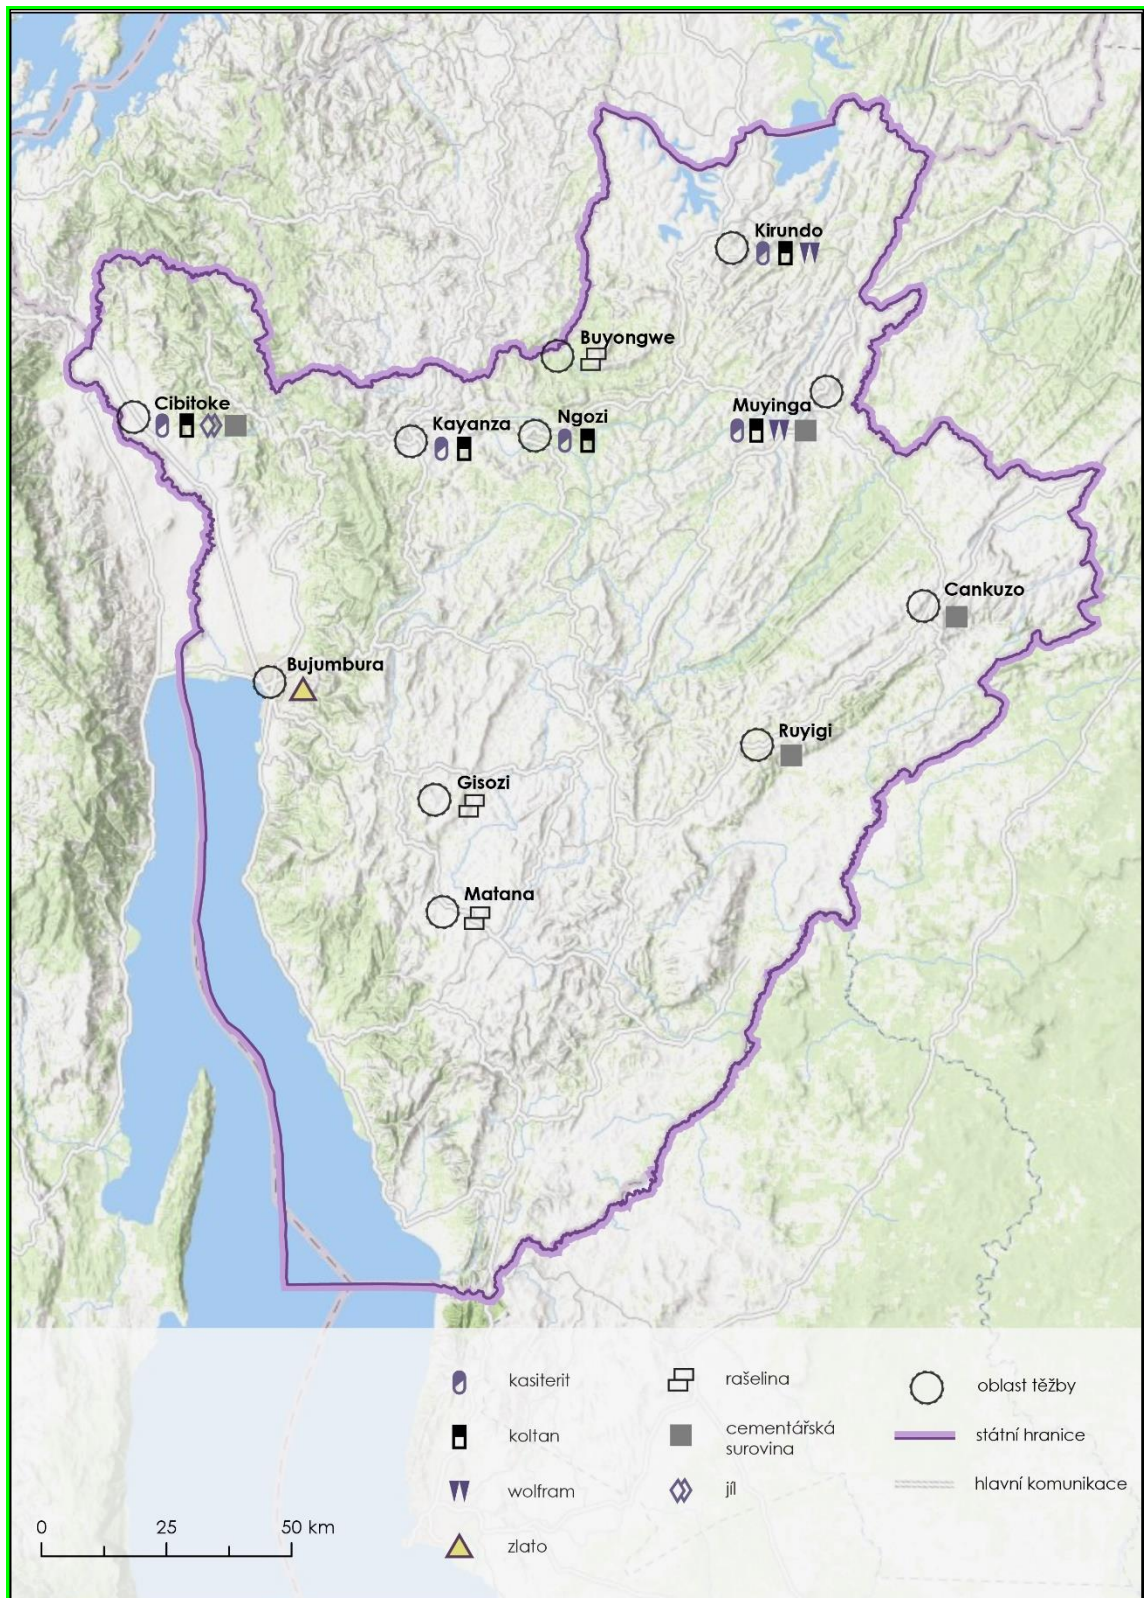 Kirundo
Buyongwe
Cibitoke
Kayanza
Ngozi
Muyinga
Cankuzo
Bujumbura
Ruyigi
Gisozi
Matana
kasiterit
koltan
wolfram
zlato
rašelina
cementářská
surovina
jíl
oblast těžby
státní hranice
hlavní komunikace
0 25 50 km